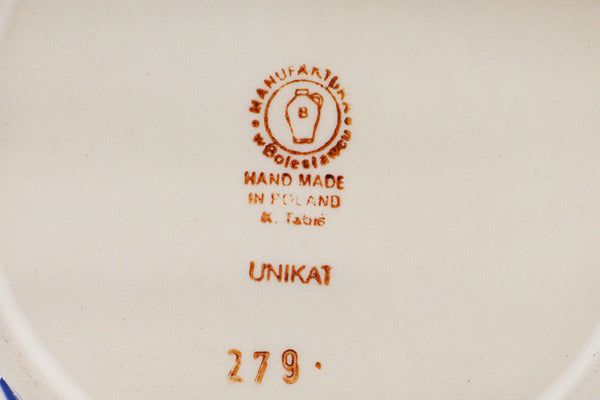 MANUFAKTURA
w Bolesławcu
B
HAND MADE
IN POLAND
UNIKAT
279.